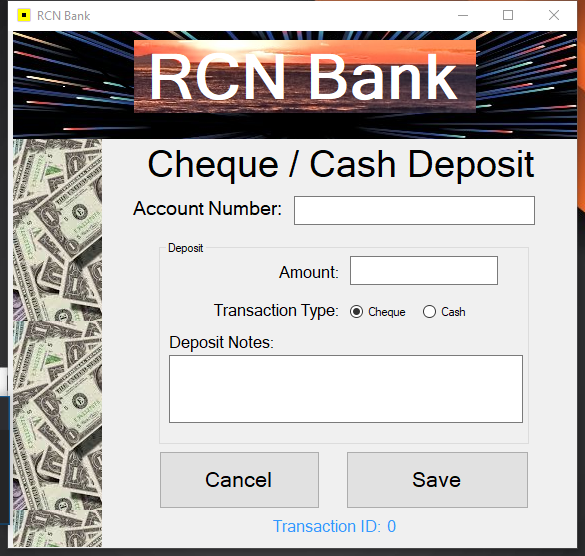 RCN Bank
RCN Bank
Cheque / Cash Deposit
Account Number:
Deposit
Amount:
Transaction Type: Cheque Cash
Deposit Notes:
Cancel Save
Transaction ID: 0